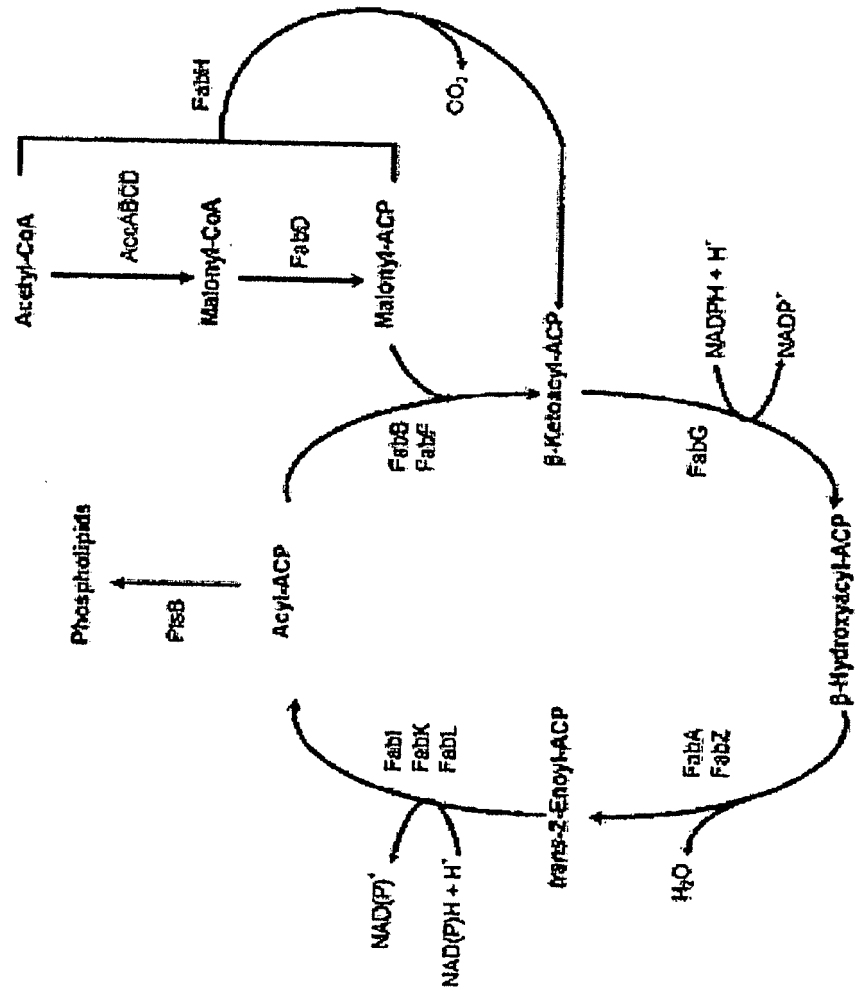 Acetyl-CoA
AccABCD
Malonyl-CoA
FabD
Malonyl-ACP
FabH
CO₂
Phospholipids
PlsB
Acyl-ACP
FabB
FabF
β-Ketoacyl-ACP
NADPH + H⁺
NADP⁺
FabG
β-Hydroxyacyl-ACP
FabA
FabZ
H₂O
trans-2-Enoyl-ACP
FabI
FabK
FabL
NAD(P)⁺
NAD(P)H + H⁺